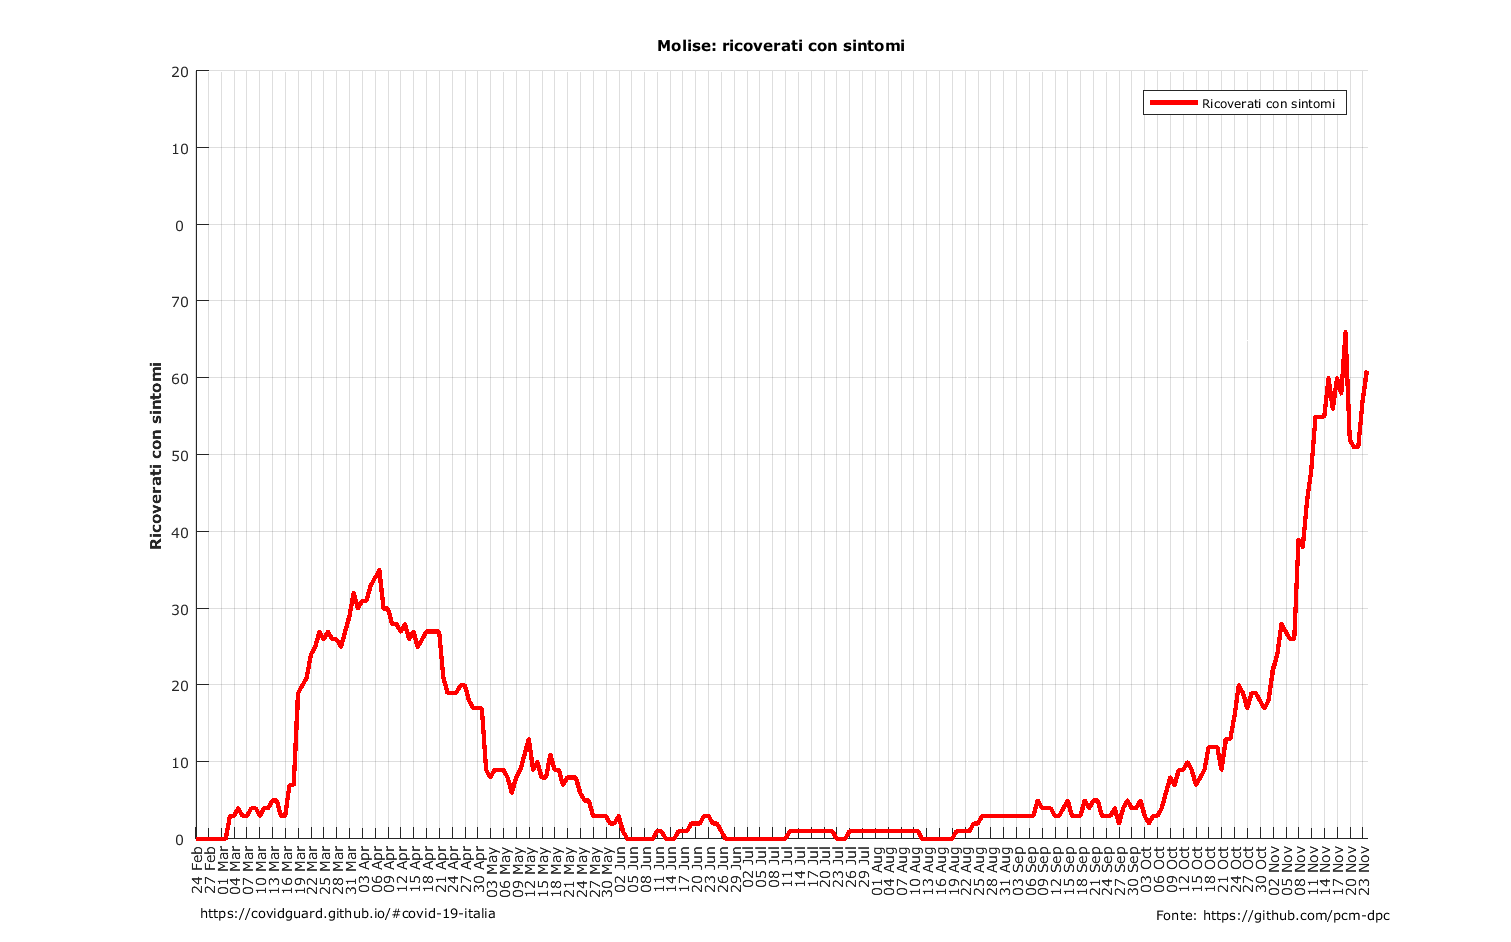 Molise: ricoverati con sintomi
Ricoverati con sintomi
Ricoverati con sintomi
20
10
0
70
60
50
40
30
20
10
0
24 Feb
27 Feb
01 Mar
04 Mar
07 Mar
10 Mar
13 Mar
16 Mar
19 Mar
22 Mar
25 Mar
28 Mar
31 Mar
03 Apr
06 Apr
09 Apr
12 Apr
15 Apr
18 Apr
21 Apr
24 Apr
27 Apr
30 Apr
03 May
06 May
09 May
12 May
15 May
18 May
21 May
24 May
27 May
30 May
02 Jun
05 Jun
08 Jun
11 Jun
14 Jun
17 Jun
20 Jun
23 Jun
26 Jun
29 Jun
02 Jul
05 Jul
08 Jul
11 Jul
14 Jul
17 Jul
20 Jul
23 Jul
26 Jul
29 Jul
01 Aug
04 Aug
07 Aug
10 Aug
13 Aug
16 Aug
19 Aug
22 Aug
25 Aug
28 Aug
31 Aug
03 Sep
06 Sep
09 Sep
12 Sep
15 Sep
18 Sep
21 Sep
24 Sep
27 Sep
30 Sep
03 Oct
06 Oct
09 Oct
12 Oct
15 Oct
18 Oct
21 Oct
24 Oct
27 Oct
30 Oct
02 Nov
05 Nov
08 Nov
11 Nov
14 Nov
17 Nov
20 Nov
23 Nov
https://covidguard.github.io/#covid-19-italia
Fonte: https://github.com/pcm-dpc